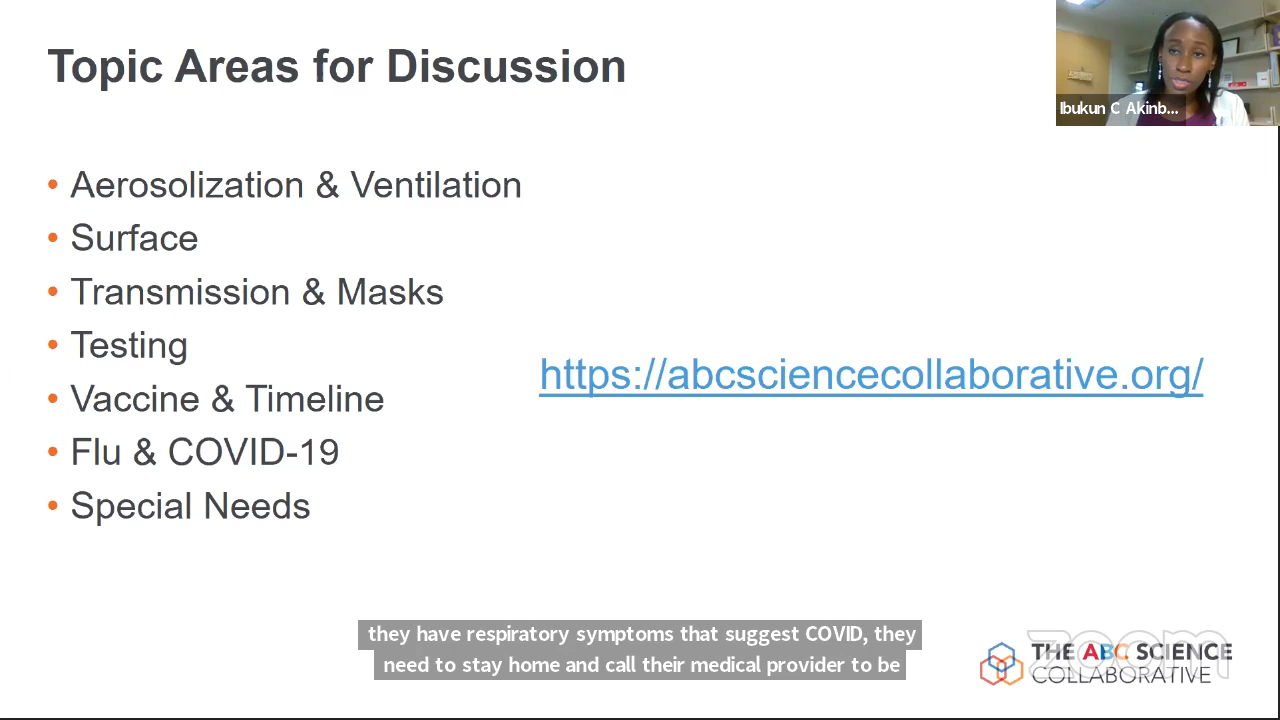 Topic Areas for Discussion
Ibukun C Akinb...
• Aerosolization & Ventilation
• Surface
• Transmission & Masks
• Testing
• Vaccine & Timeline
• Flu & COVID-19
• Special Needs
https://abcsciencecollaborative.org/
they have respiratory symptoms that suggest COVID, they
need to stay home and call their medical provider to be
THE ABC SCIENCE
COLLABORATIVE
zoom